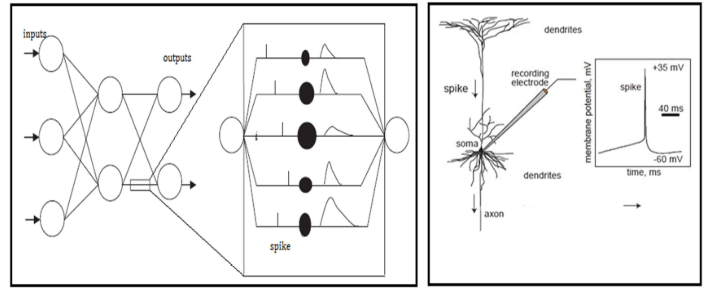 inputs
outputs
spike
dendrites
spike
recording
electrode
soma
dendrites
axon
membrane potential, mV
+35 mV
spike
40 ms
-60 mV
time, ms